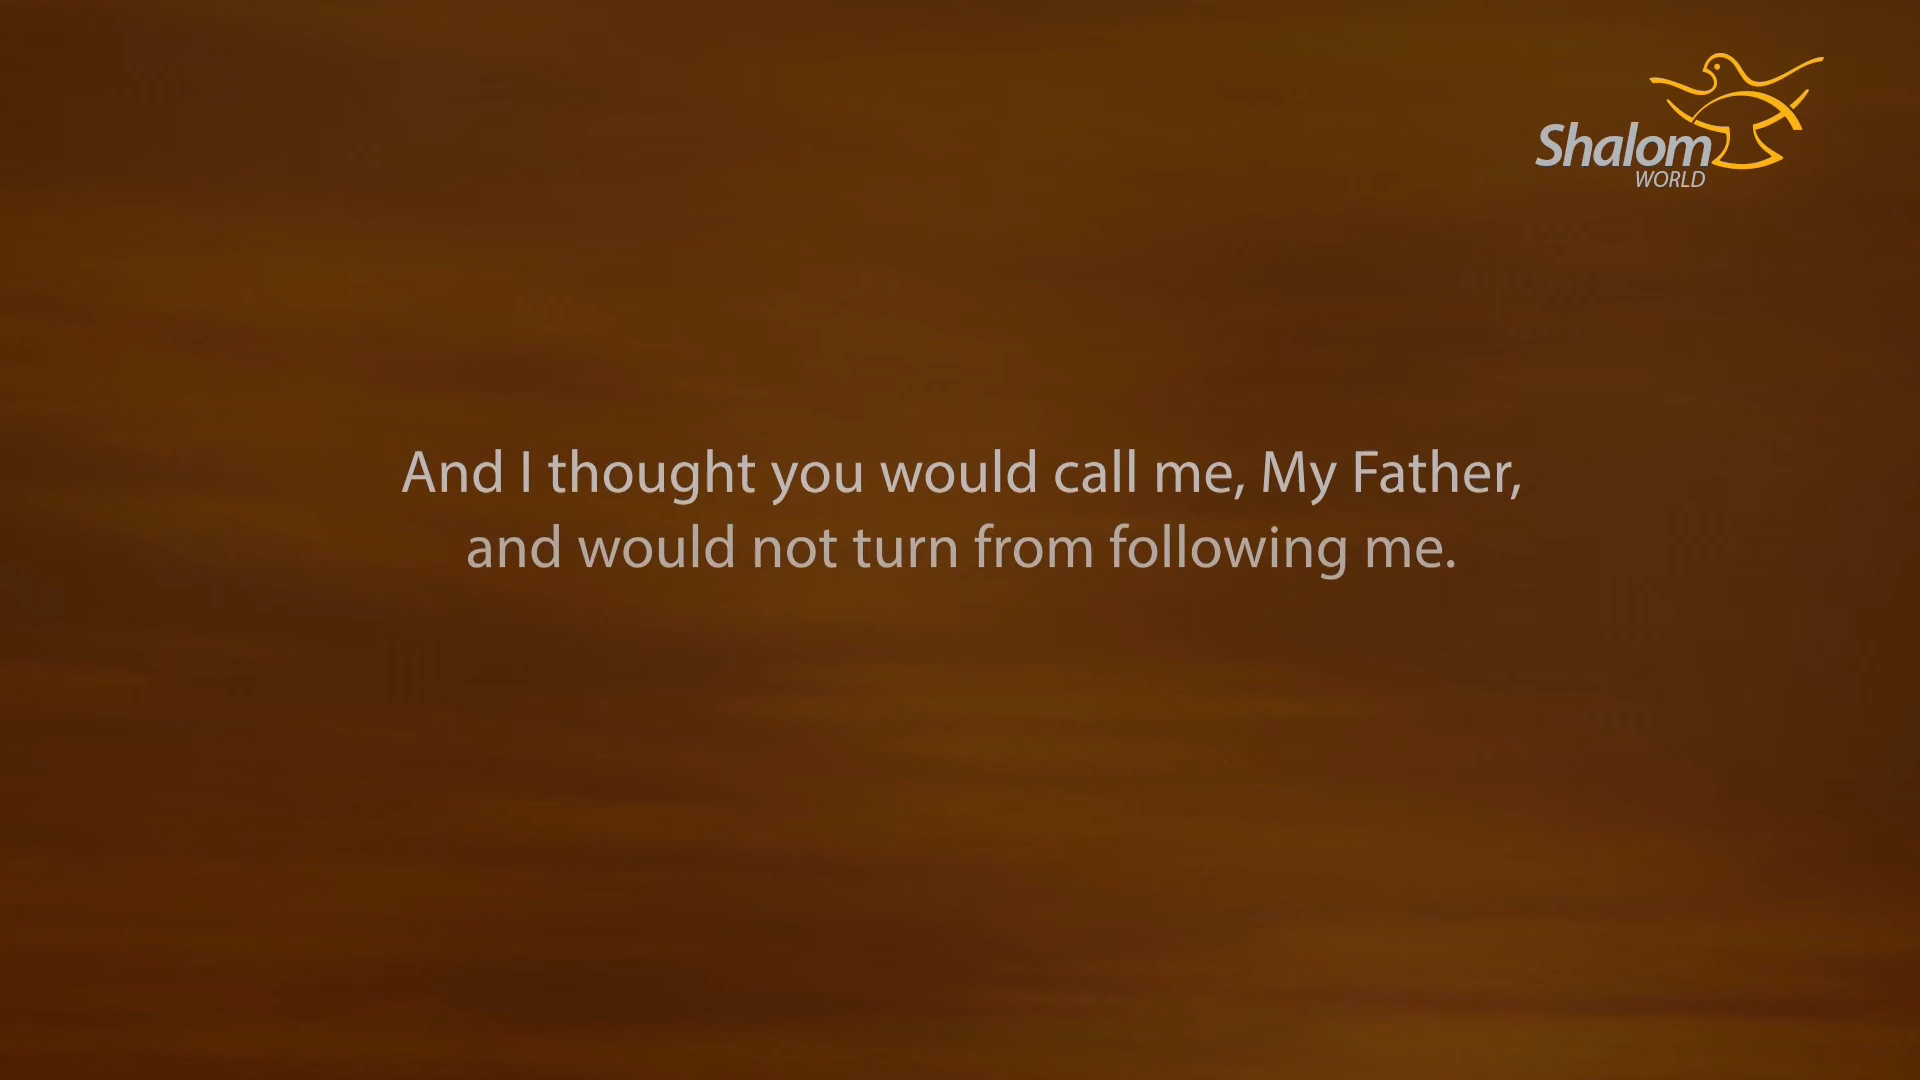 Shalom
WORLD
And I thought you would call me, My Father,
and would not turn from following me.